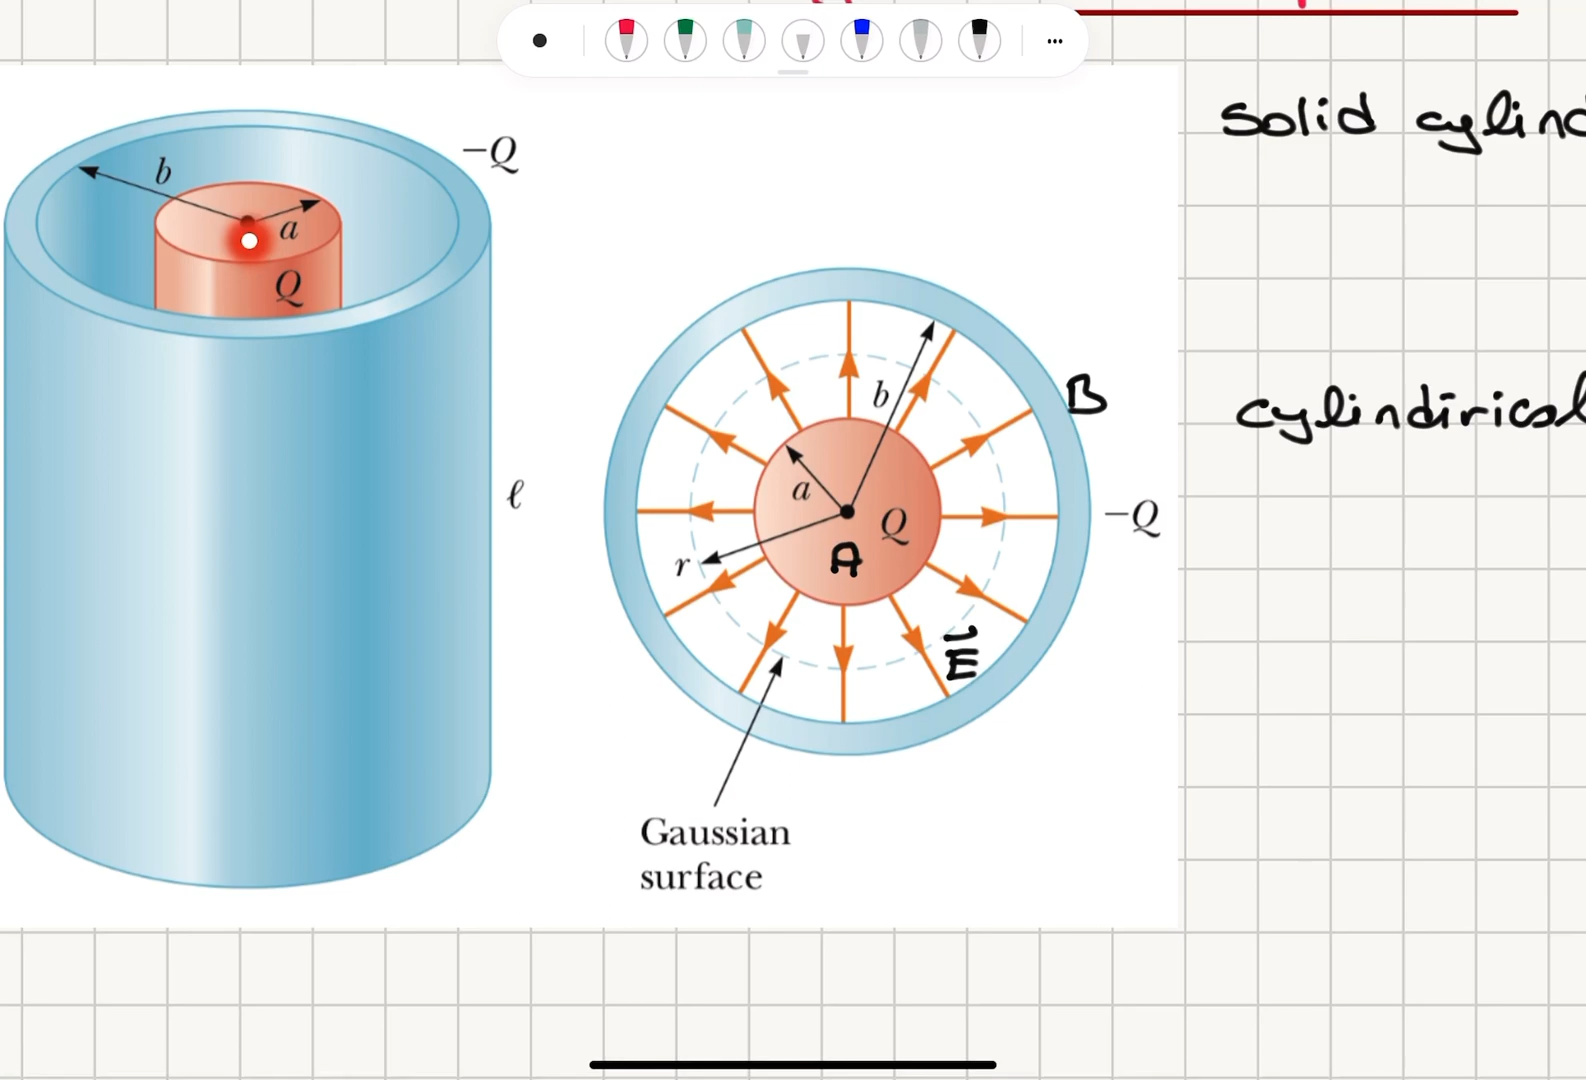 solid
−Q
b
a
Q
cylindirical
b
B
ℓ
a
Q
−Q
r
A
E
Gaussian
surface